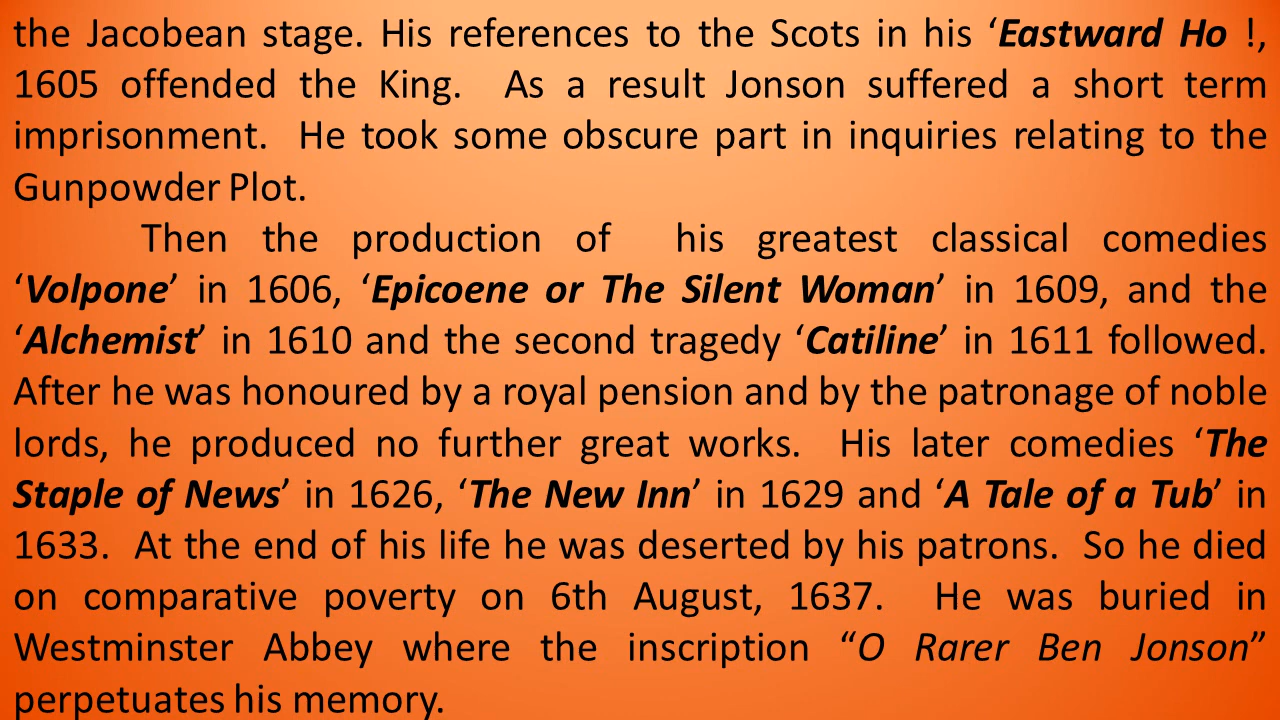 the Jacobean stage. His references to the Scots in his ‘Eastward Ho !,
1605 offended the King. As a result Jonson suffered a short term
imprisonment. He took some obscure part in inquiries relating to the
Gunpowder Plot.
Then the production of his greatest classical comedies
‘Volpone’ in 1606, ‘Epicoene or The Silent Woman’ in 1609, and the
‘Alchemist’ in 1610 and the second tragedy ‘Catiline’ in 1611 followed.
After he was honoured by a royal pension and by the patronage of noble
lords, he produced no further great works. His later comedies ‘The
Staple of News’ in 1626, ‘The New Inn’ in 1629 and ‘A Tale of a Tub’ in
1633. At the end of his life he was deserted by his patrons. So he died
on comparative poverty on 6th August, 1637. He was buried in
Westminster Abbey where the inscription “O Rarer Ben Jonson”
perpetuates his memory.